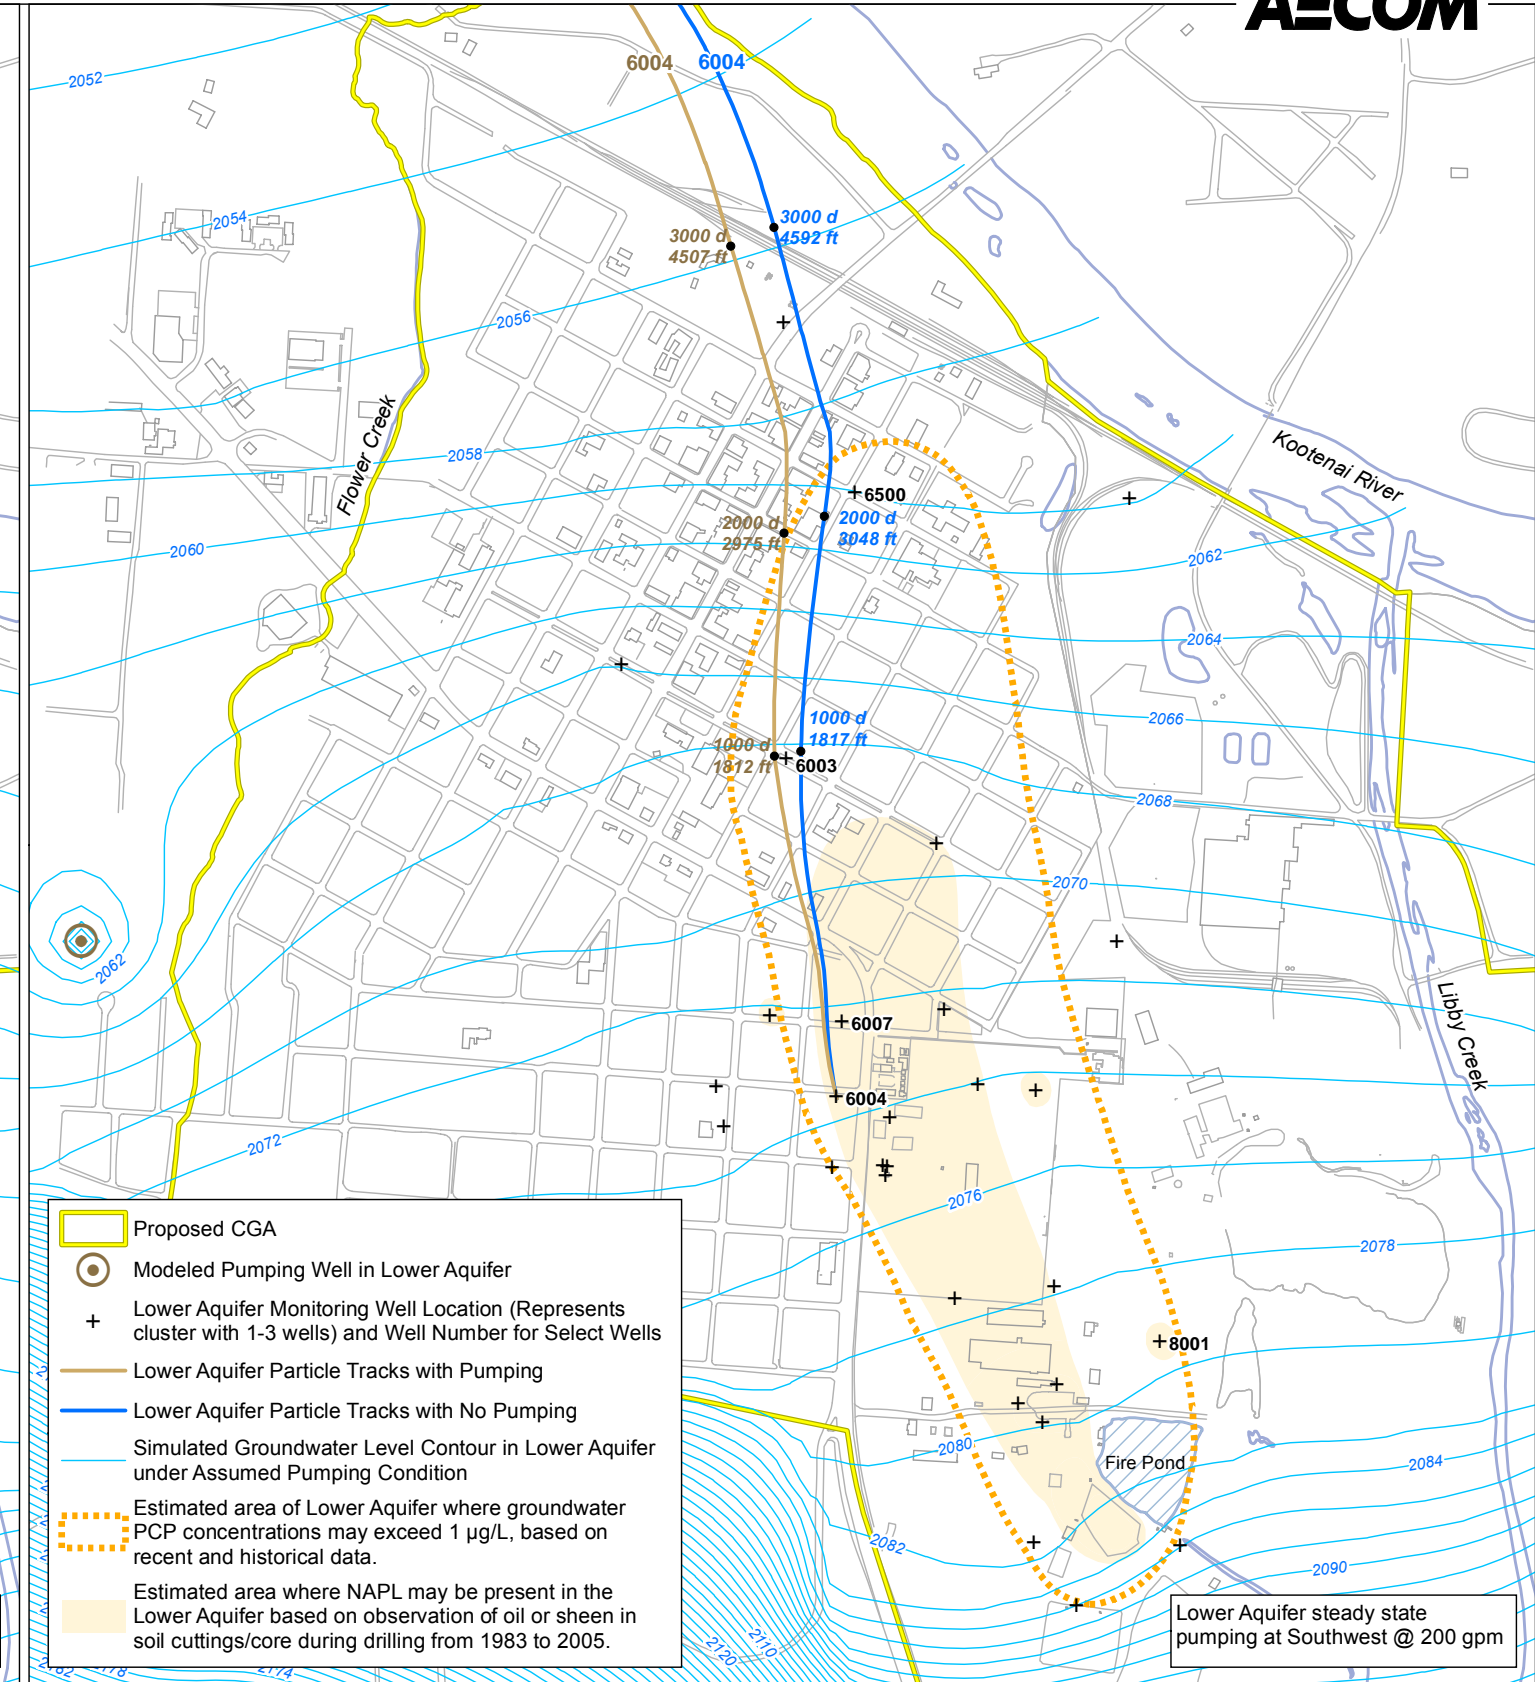 AECOM
6004
6004
2052
2054
3000 d
4592 ft
3000 d
4507 ft
2056
Flower Creek
2058
Kootenai River
6500
2000 d
3048 ft
2000 d
2975 ft
2060
2062
2064
2066
1000 d
1817 ft
1000 d
1812 ft
6003
2068
2070
2062
Libby Creek
6007
6004
2072
2076
2078
8001
2080
Fire Pond
2084
2082
2090
2120
2110
2174
Proposed CGA
Modeled Pumping Well in Lower Aquifer
Lower Aquifer Monitoring Well Location (Represents
cluster with 1-3 wells) and Well Number for Select Wells
Lower Aquifer Particle Tracks with Pumping
Lower Aquifer Particle Tracks with No Pumping
Simulated Groundwater Level Contour in Lower Aquifer
under Assumed Pumping Condition
Estimated area of Lower Aquifer where groundwater
PCP concentrations may exceed 1 µg/L, based on
recent and historical data.
Estimated area where NAPL may be present in the
Lower Aquifer based on observation of oil or sheen in
soil cuttings/core during drilling from 1983 to 2005.
Lower Aquifer steady state
pumping at Southwest @ 200 gpm